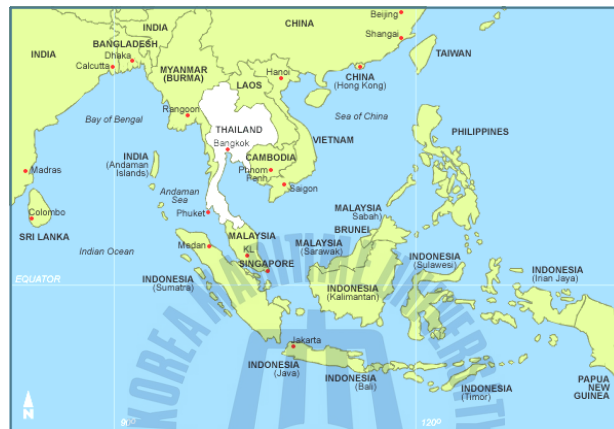 INDIA
CHINA
Beijing
Shangai
TAIWAN
INDIA
BANGLADESH
Dhaka
Calcutta
MYANMAR
(BURMA)
Hanoi
LAOS
CHINA
(Hong Kong)
Rangoon
Bay of Bengal
Sea of China
THAILAND
Bangkok
VIETNAM
PHILIPPINES
Madras
INDIA
(Andaman
Islands)
CAMBODIA
Phnom
Penh
Saigon
Andaman
Sea
Colombo
SRI LANKA
Phuket
MALAYSIA
Sabah)
BRUNEI
Indian Ocean
Medan
MALAYSIA
KL
SINGAPORE
MALAYSIA
(Sarawak)
INDONESIA
(Sulawesi)
EQUATOR
INDONESIA
(Sumatra)
INDONESIA
(Kalimantan)
INDONESIA
(Irian Jaya)
Jakarta
INDONESIA
(Java)
INDONESIA
(Bali)
INDONESIA
(Timor)
PAPUA
NEW
GUINEA
N
90º
120º
KOREA MARITIME